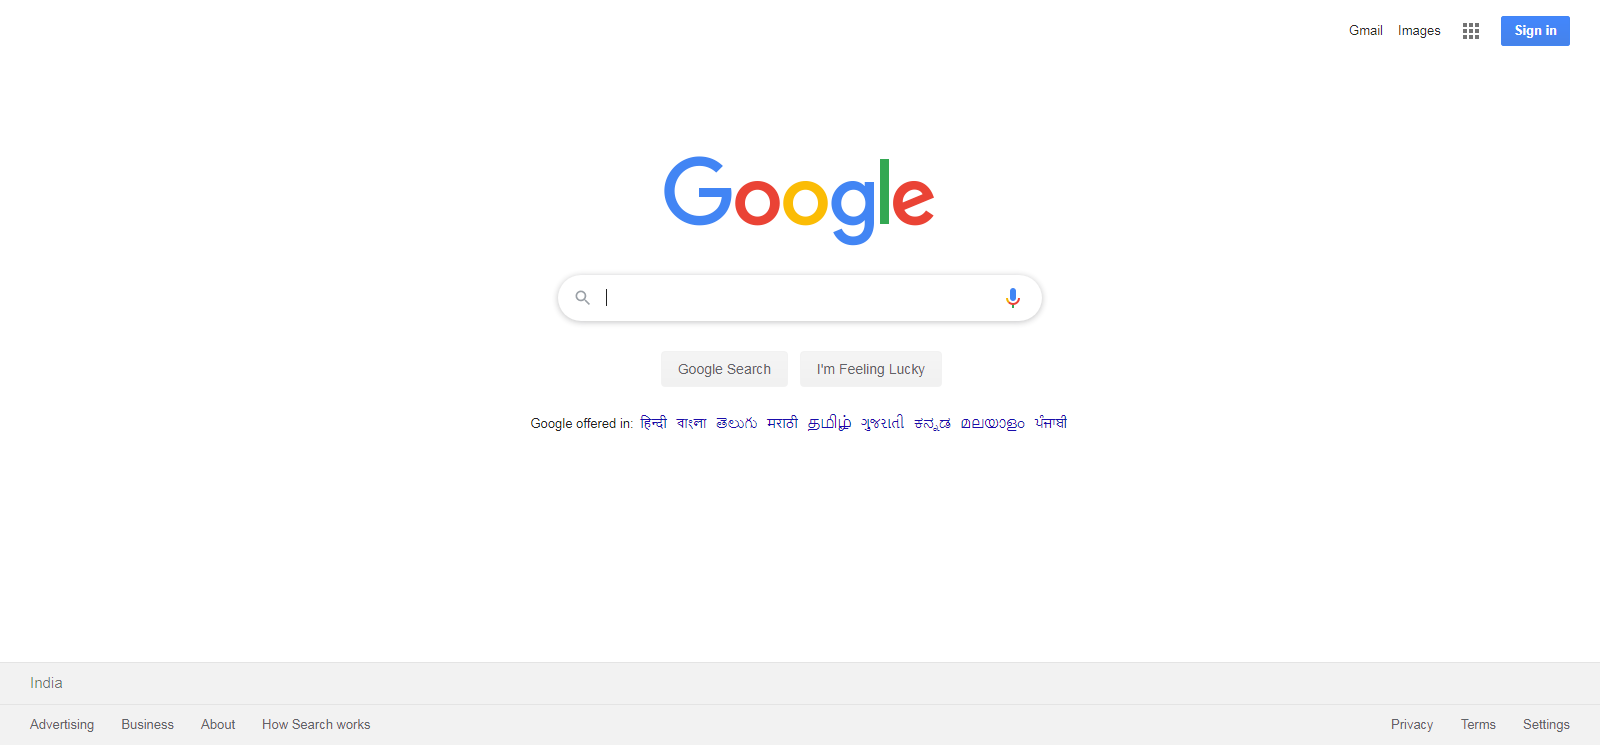 Gmail Images Sign in
Google
Google Search I'm Feeling Lucky
Google offered in: हिन्दी বাংলা తెలుగు मराठी தமிழ் ગુજરાતી ಕನ್ನಡ മലയാളം ਪੰਜਾਬੀ
India
Advertising Business About How Search works Privacy Terms Settings